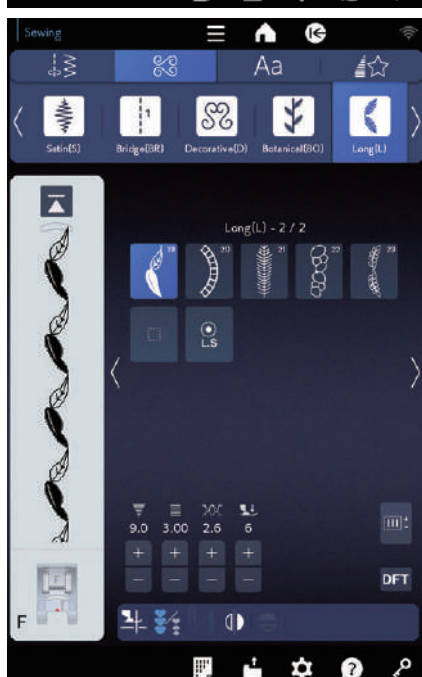 Sewing
Aa
1
Satin(S) Bridge(BR) Decorative(D) Botanical(BO) Long(L)
Long(L) - 2 / 2
19 20 21 22 23
L.S
9.0 3.00 2.6 6
+ + + +
− − − −
DFT
F
?